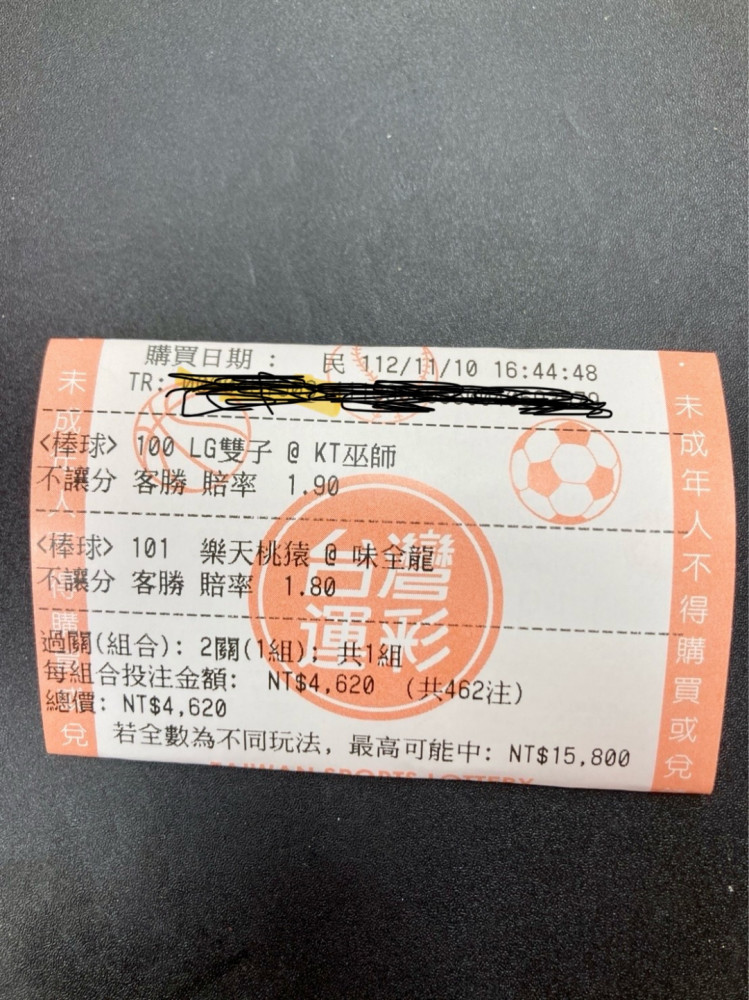 購買日期： 民 112/11/10 16:44:48
TR:
<棒球> 100 LG雙子 @ KT巫師
不讓分 客勝 賠率 1.90
<棒球> 101 樂天桃猿 @ 味全龍
不讓分 客勝 賠率 1.80
過關(組合): 2關(1組); 共1組
每組合投注金額: NT$4,620 (共462注)
總價: NT$4,620
若全數為不同玩法, 最高可能中: NT$15,800
台灣
運彩
TAIWAN SPORTS LOTTERY
未成年人不得購買或兌
未成年人 得購 兌